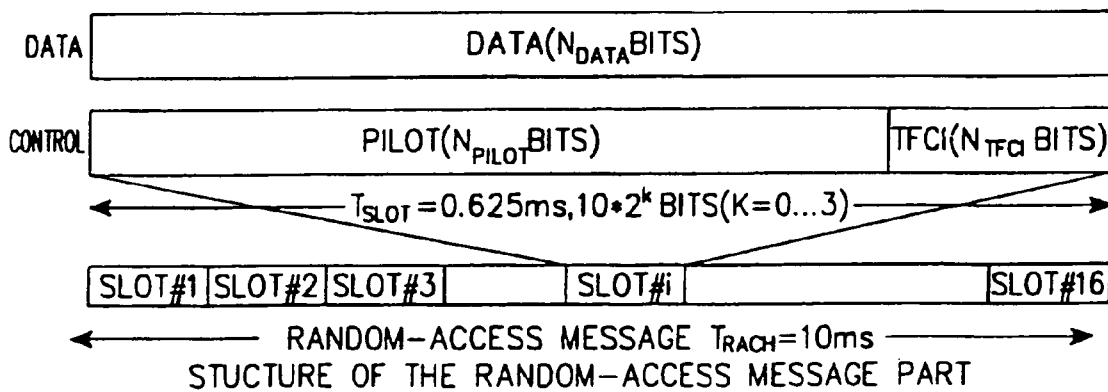 DATA DATA(N_DATA BITS)
CONTROL PILOT(N_PILOT BITS) TFCI(N_TFCI BITS)
T_SLOT=0.625ms,10*2^k BITS(K=0...3)
SLOT#1 SLOT#2 SLOT#3 SLOT#i SLOT#16
RANDOM-ACCESS MESSAGE T_RACH=10ms
STUCTURE OF THE RANDOM-ACCESS MESSAGE PART